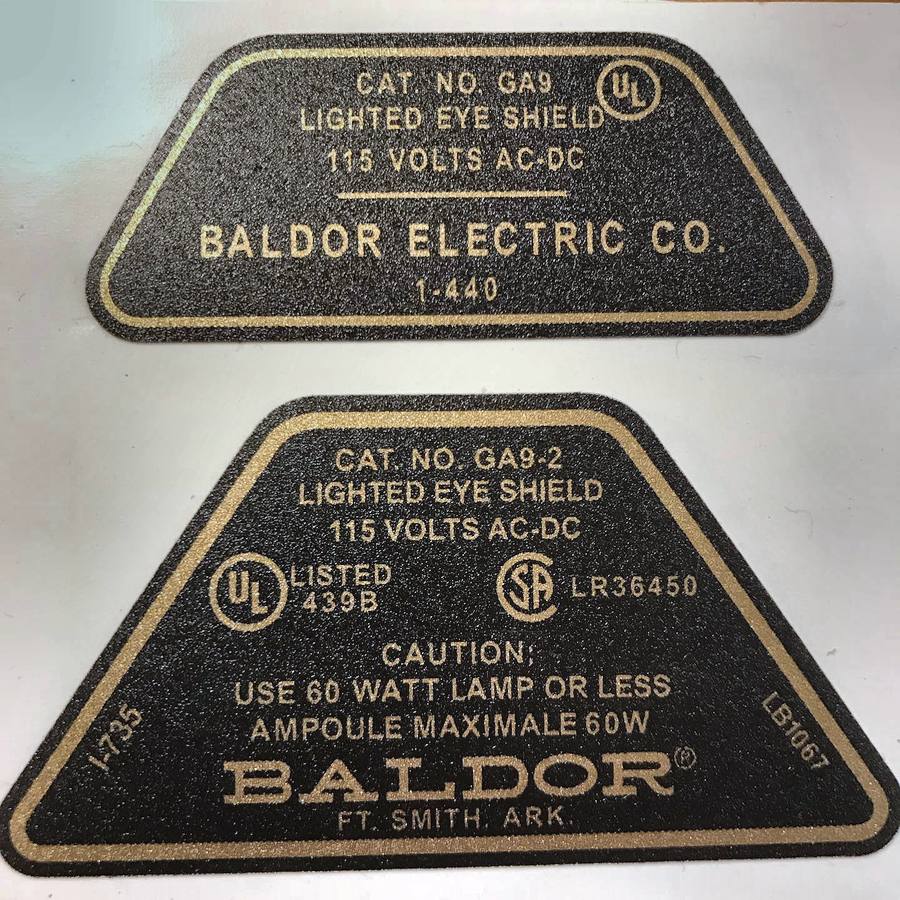 CAT. NO. GA9
UL
LIGHTED EYE SHIELD
115 VOLTS AC-DC
BALDOR ELECTRIC CO.
1-440
CAT. NO. GA9-2
LIGHTED EYE SHIELD
115 VOLTS AC-DC
UL LISTED
439B
SA LR36450
CAUTION;
USE 60 WATT LAMP OR LESS
AMPOULE MAXIMALE 60W
I-735
LB1067
BALDOR®
FT. SMITH. ARK.